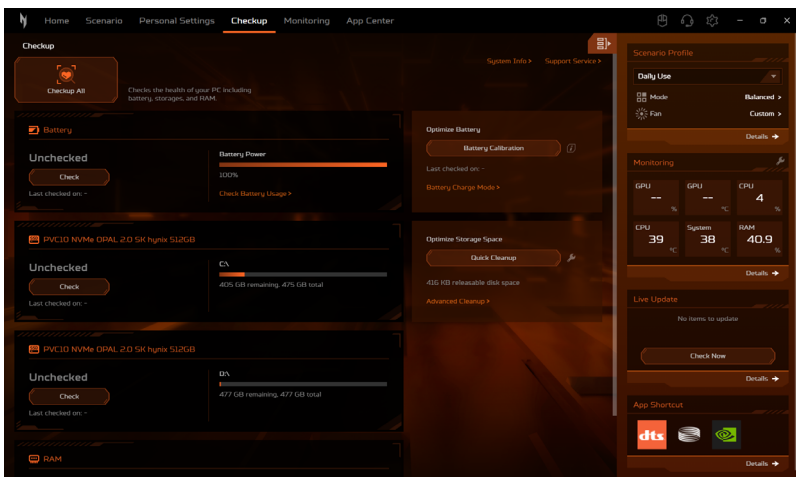 Home Scenario Personal Settings Checkup Monitoring App Center
Checkup
System Info > Support Service >
Checkup All
Checks the health of your PC including
battery, storages, and RAM.
Battery
Unchecked
Check
Last checked on: -
Battery Power
100%
Check Battery Usage >
Optimize Battery
Battery Calibration
Last checked on: -
Battery Charge Mode >
PVC10 NVMe OPAL 2.0 SK hynix 512GB
Unchecked
Check
Last checked on: -
C:\
405 GB remaining, 475 GB total
Optimize Storage Space
Quick Cleanup
416 KB releasable disk space
Advanced Cleanup >
PVC10 NVMe OPAL 2.0 SK hynix 512GB
Unchecked
Check
Last checked on: -
D:\
477 GB remaining, 477 GB total
RAM
Scenario Profile
Daily Use
Mode Balanced >
Fan Custom >
Details →
Monitoring
GPU GPU CPU
-- -- 4
% °C %
CPU System RAM
39 38 40.9
°C °C %
Details →
Live Update
No items to update
Check Now
Details →
App Shortcut
dts
Details →